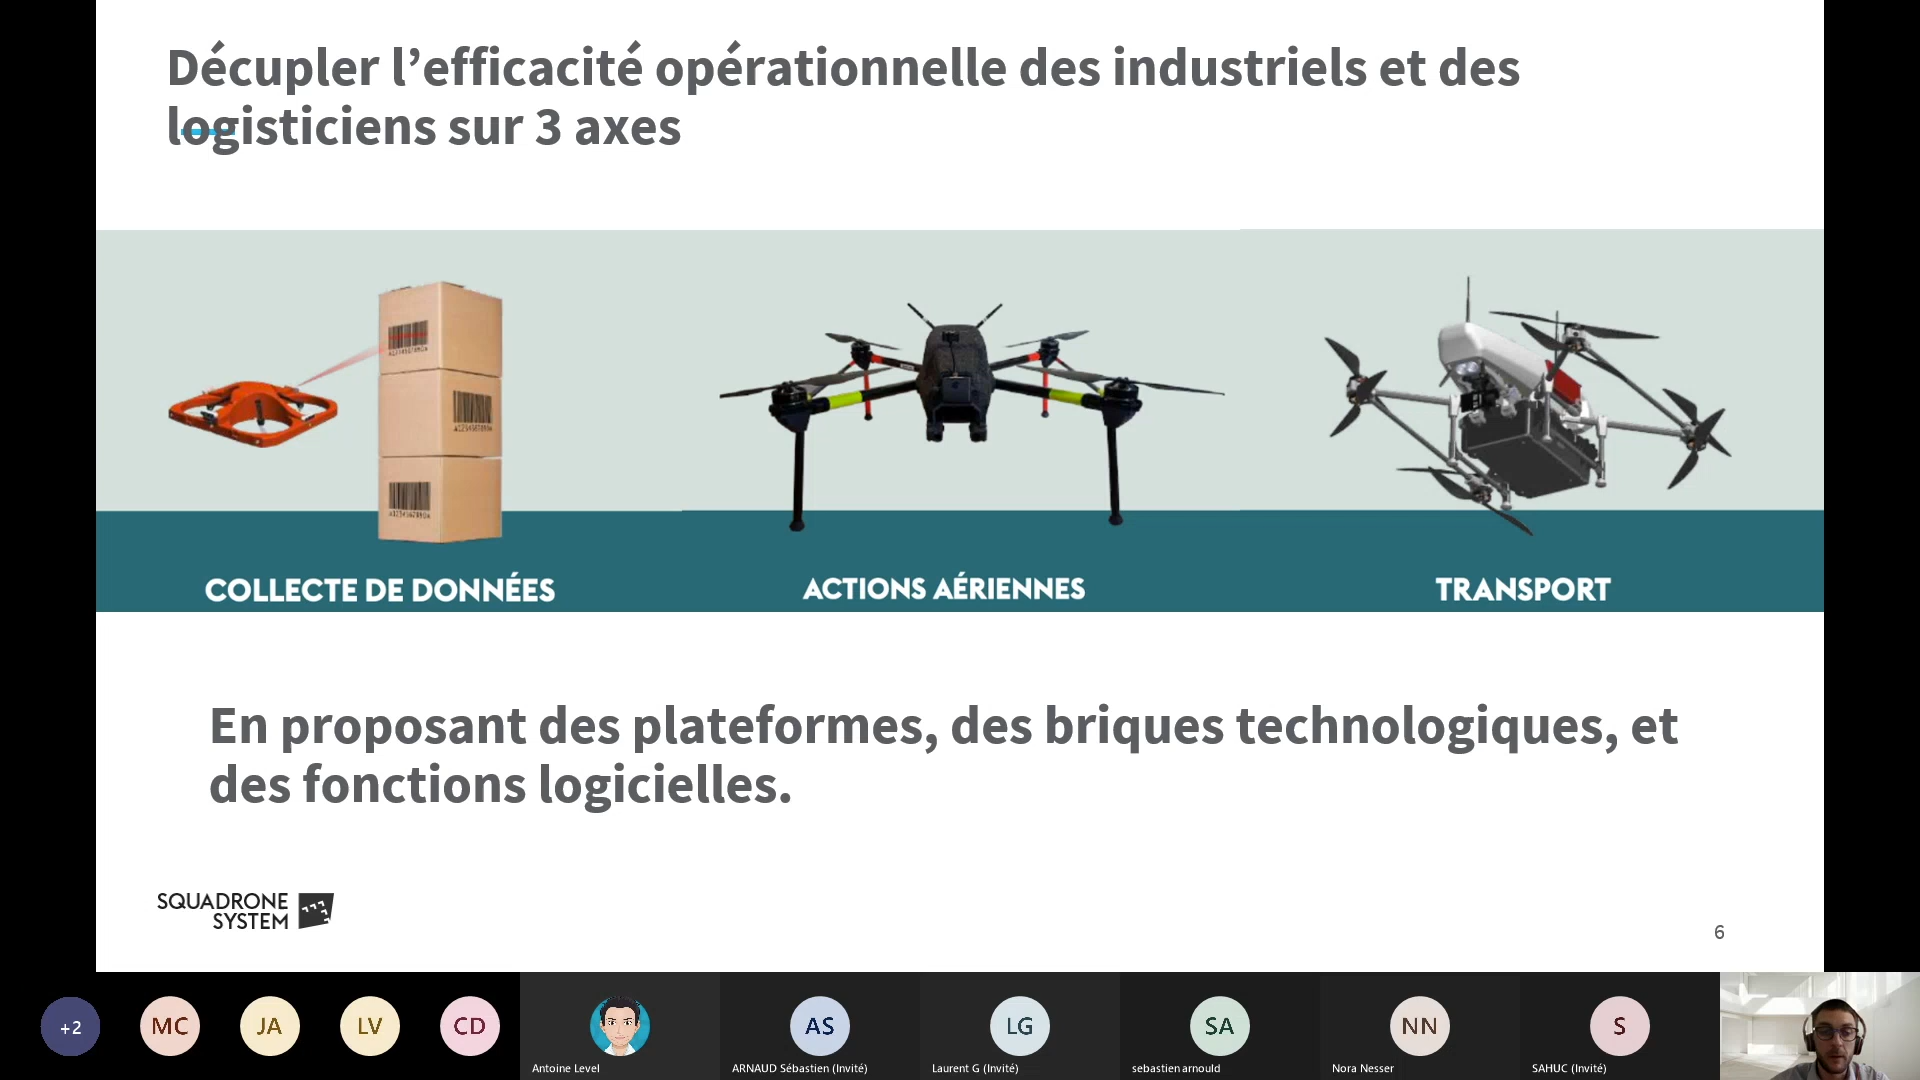 Décupler l’efficacité opérationnelle des industriels et des
logisticiens sur 3 axes
COLLECTE DE DONNÉES
ACTIONS AÉRIENNES
TRANSPORT
En proposant des plateformes, des briques technologiques, et
des fonctions logicielles.
SQUADRONE
SYSTEM
6
+2
MC
JA
LV
CD
Antoine Level
AS
ARNAUD Sébastien (Invité)
LG
Laurent G (Invité)
SA
sebastien arnould
NN
Nora Nesser
S
SAHUC (Invité)